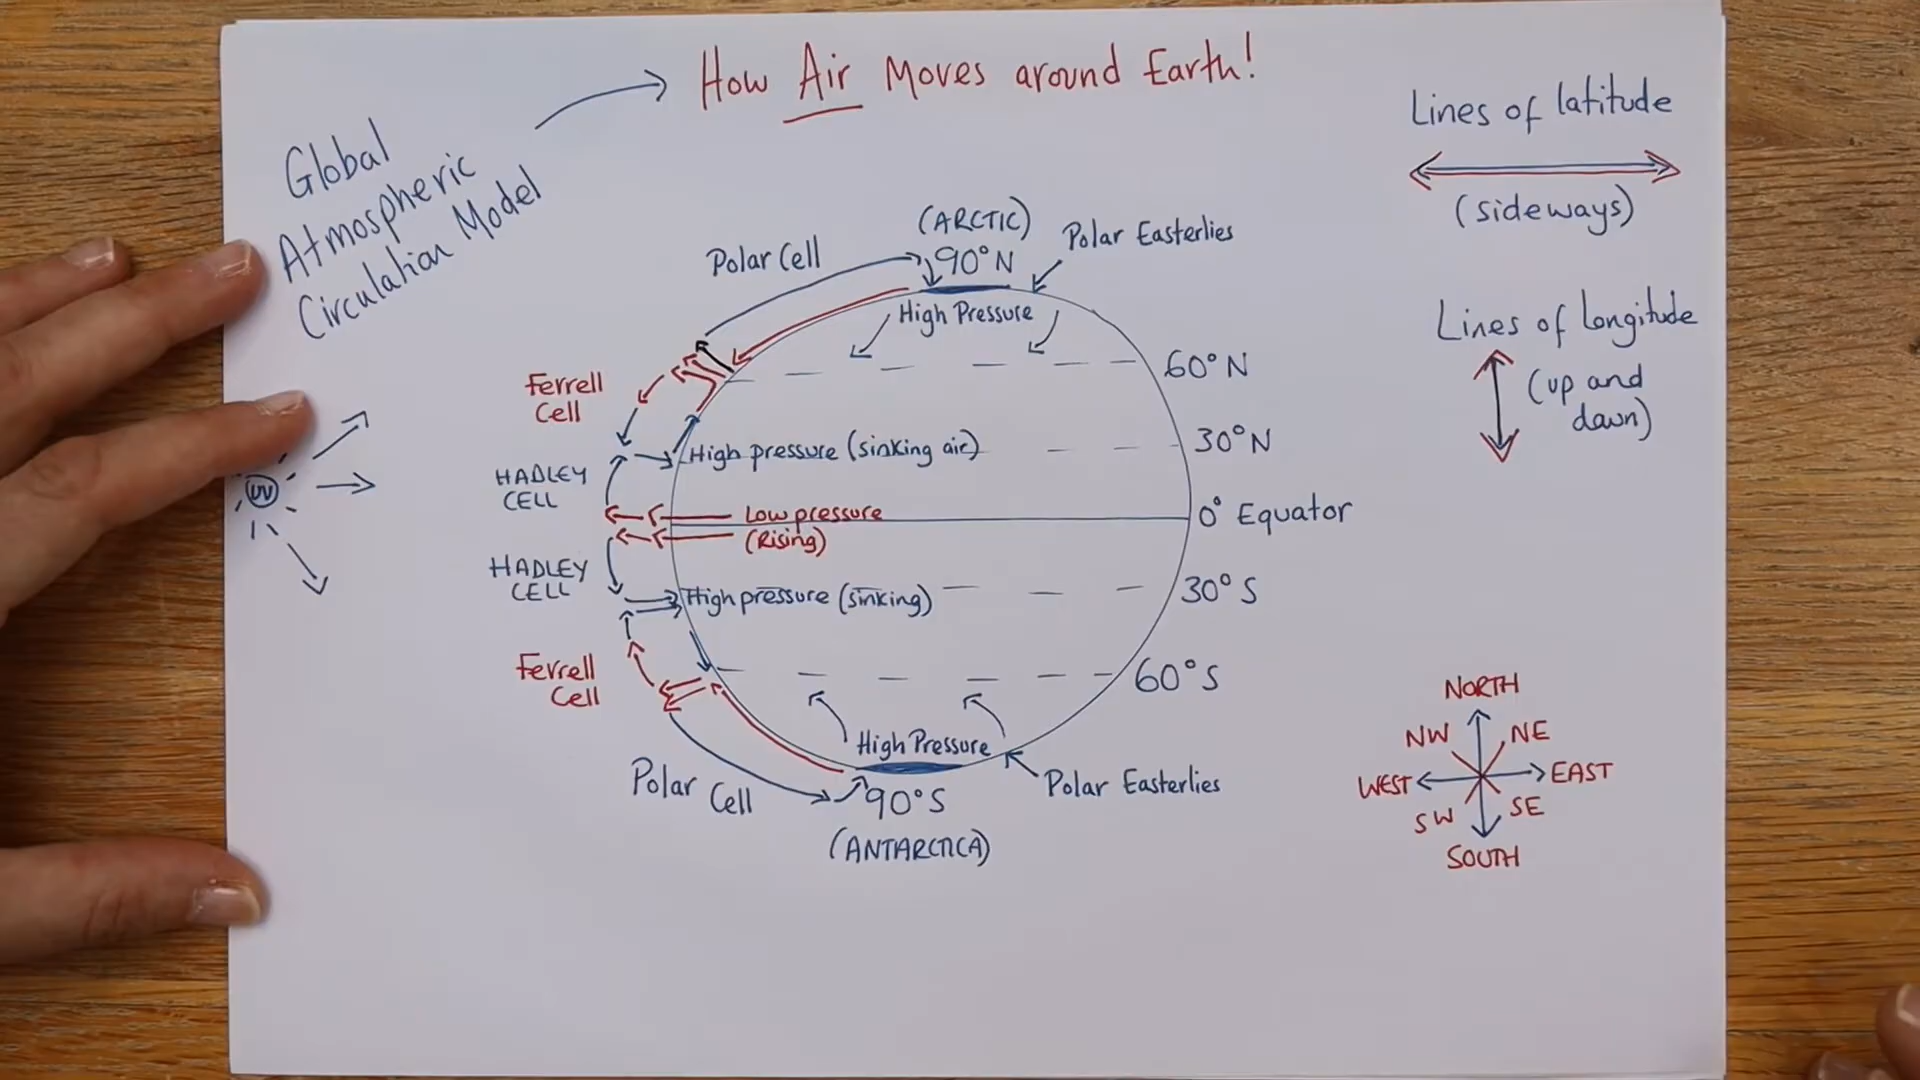 How Air Moves around Earth!
Global
Atmospheric
Circulation Model
Lines of latitude
(sideways)
Lines of longitude
(up and
down)
(ARCTIC)
90°N
Polar Easterlies
Polar Cell
High Pressure
60°N
Ferrell
Cell
High pressure (sinking air)
30°N
HADLEY
CELL
UV
Low pressure
(Rising)
0° Equator
HADLEY
CELL
High pressure (sinking)
30°S
Ferrell
Cell
60°S
High Pressure
Polar Easterlies
Polar Cell
90°S
(ANTARCTICA)
NORTH
NW
NE
WEST
EAST
SW
SE
SOUTH